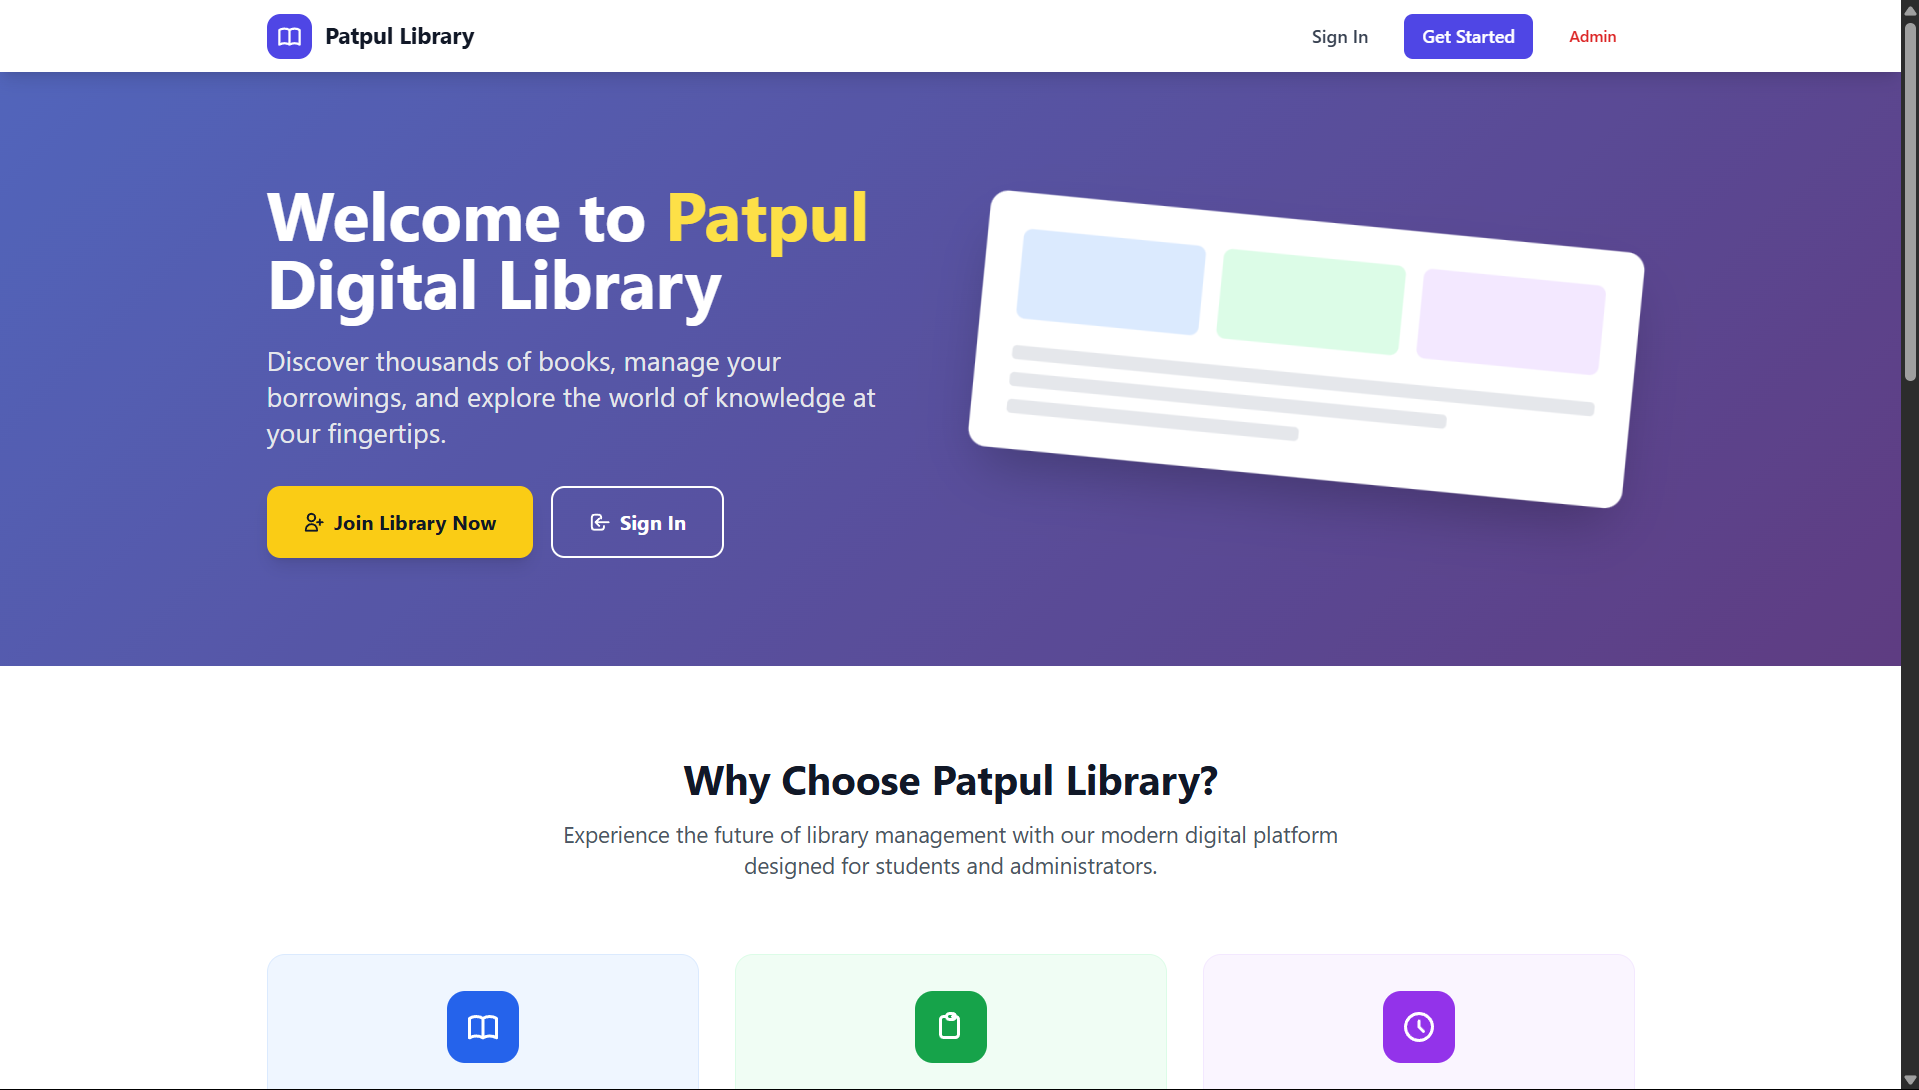 Patpul Library
Sign In
Get Started
Admin
Welcome to Patpul
Digital Library
Discover thousands of books, manage your
borrowings, and explore the world of knowledge at
your fingertips.
Join Library Now
Sign In
Why Choose Patpul Library?
Experience the future of library management with our modern digital platform
designed for students and administrators.